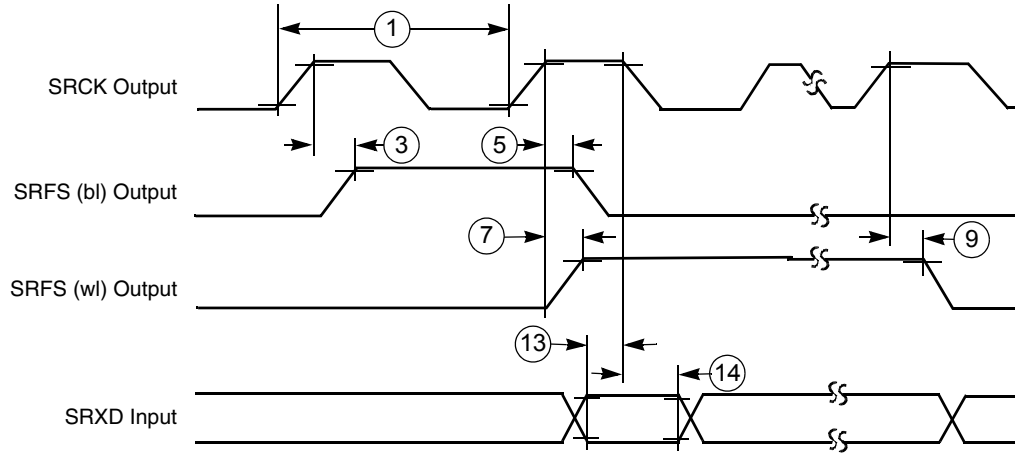 1
SRCK Output
3
5
SRFS (bl) Output
7
9
SRFS (wl) Output
13
14
SRXD Input